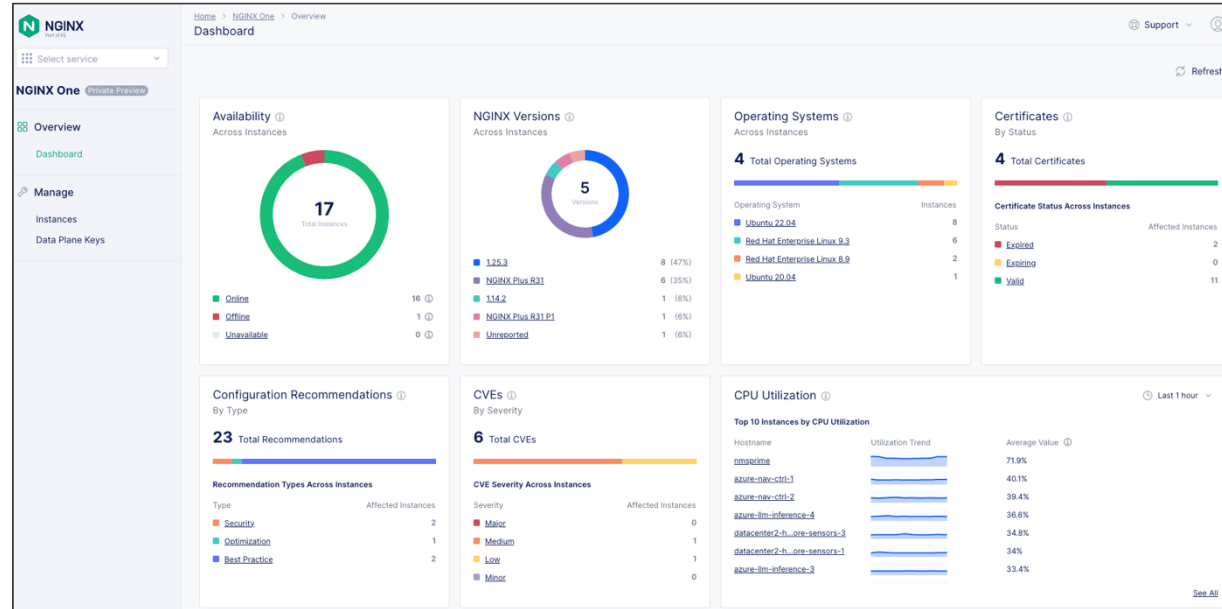 NGINX
Part of F5
Select service
NGINX One Private Preview
Overview
Dashboard
Manage
Instances
Data Plane Keys
Home > NGINX One > Overview
Dashboard
Support
Refresh
Availability
Across Instances
17
Total Instances
Online 16
Offline 1
Unavailable 0
NGINX Versions
Across Instances
5
Versions
1.25.3 8 (47%)
NGINX Plus R31 6 (35%)
1.14.2 1 (6%)
NGINX Plus R31 P1 1 (6%)
Unreported 1 (6%)
Operating Systems
Across Instances
4 Total Operating Systems
Operating System Instances
Ubuntu 22.04 8
Red Hat Enterprise Linux 9.3 6
Red Hat Enterprise Linux 8.9 2
Ubuntu 20.04 1
Certificates
By Status
4 Total Certificates
Certificate Status Across Instances
Status Affected Instances
Expired 2
Expiring 0
Valid 11
Configuration Recommendations
By Type
23 Total Recommendations
Recommendation Types Across Instances
Type Affected Instances
Security 2
Optimization 1
Best Practice 2
CVEs
By Severity
6 Total CVEs
CVE Severity Across Instances
Severity Affected Instances
Major 0
Medium 1
Low 1
Minor 0
CPU Utilization
Last 1 hour
Top 10 Instances by CPU Utilization
Hostname Utilization Trend Average Value
nmsprime 71.9%
azure-nav-ctrl-1 40.1%
azure-nav-ctrl-2 39.4%
azure-llm-inference-4 36.6%
datacenter2-h...ore-sensors-3 34.8%
datacenter2-h...ore-sensors-1 34%
azure-llm-inference-3 33.4%
See All